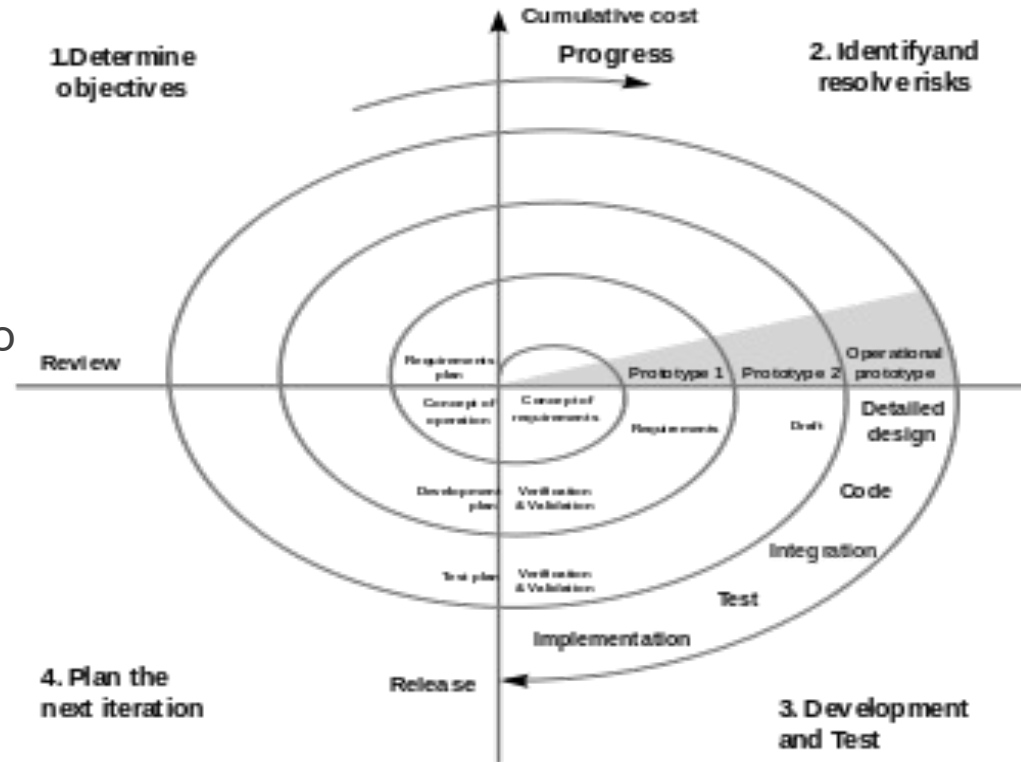 Cumulative cost
Progress
1.Determine
objectives
2. Identify and
resolve risks
o
Review
Requirements
plan
Prototype 1
Prototype 2
Operational
prototype
Concept of
operation
Concept of
requirements
Requirements
Draft
Detailed
design
Development
plan
Verification
& Validation
Code
Integration
Test plan
Verification
& Validation
Test
Implementation
Release
4. Plan the
next iteration
3. Development
and Test